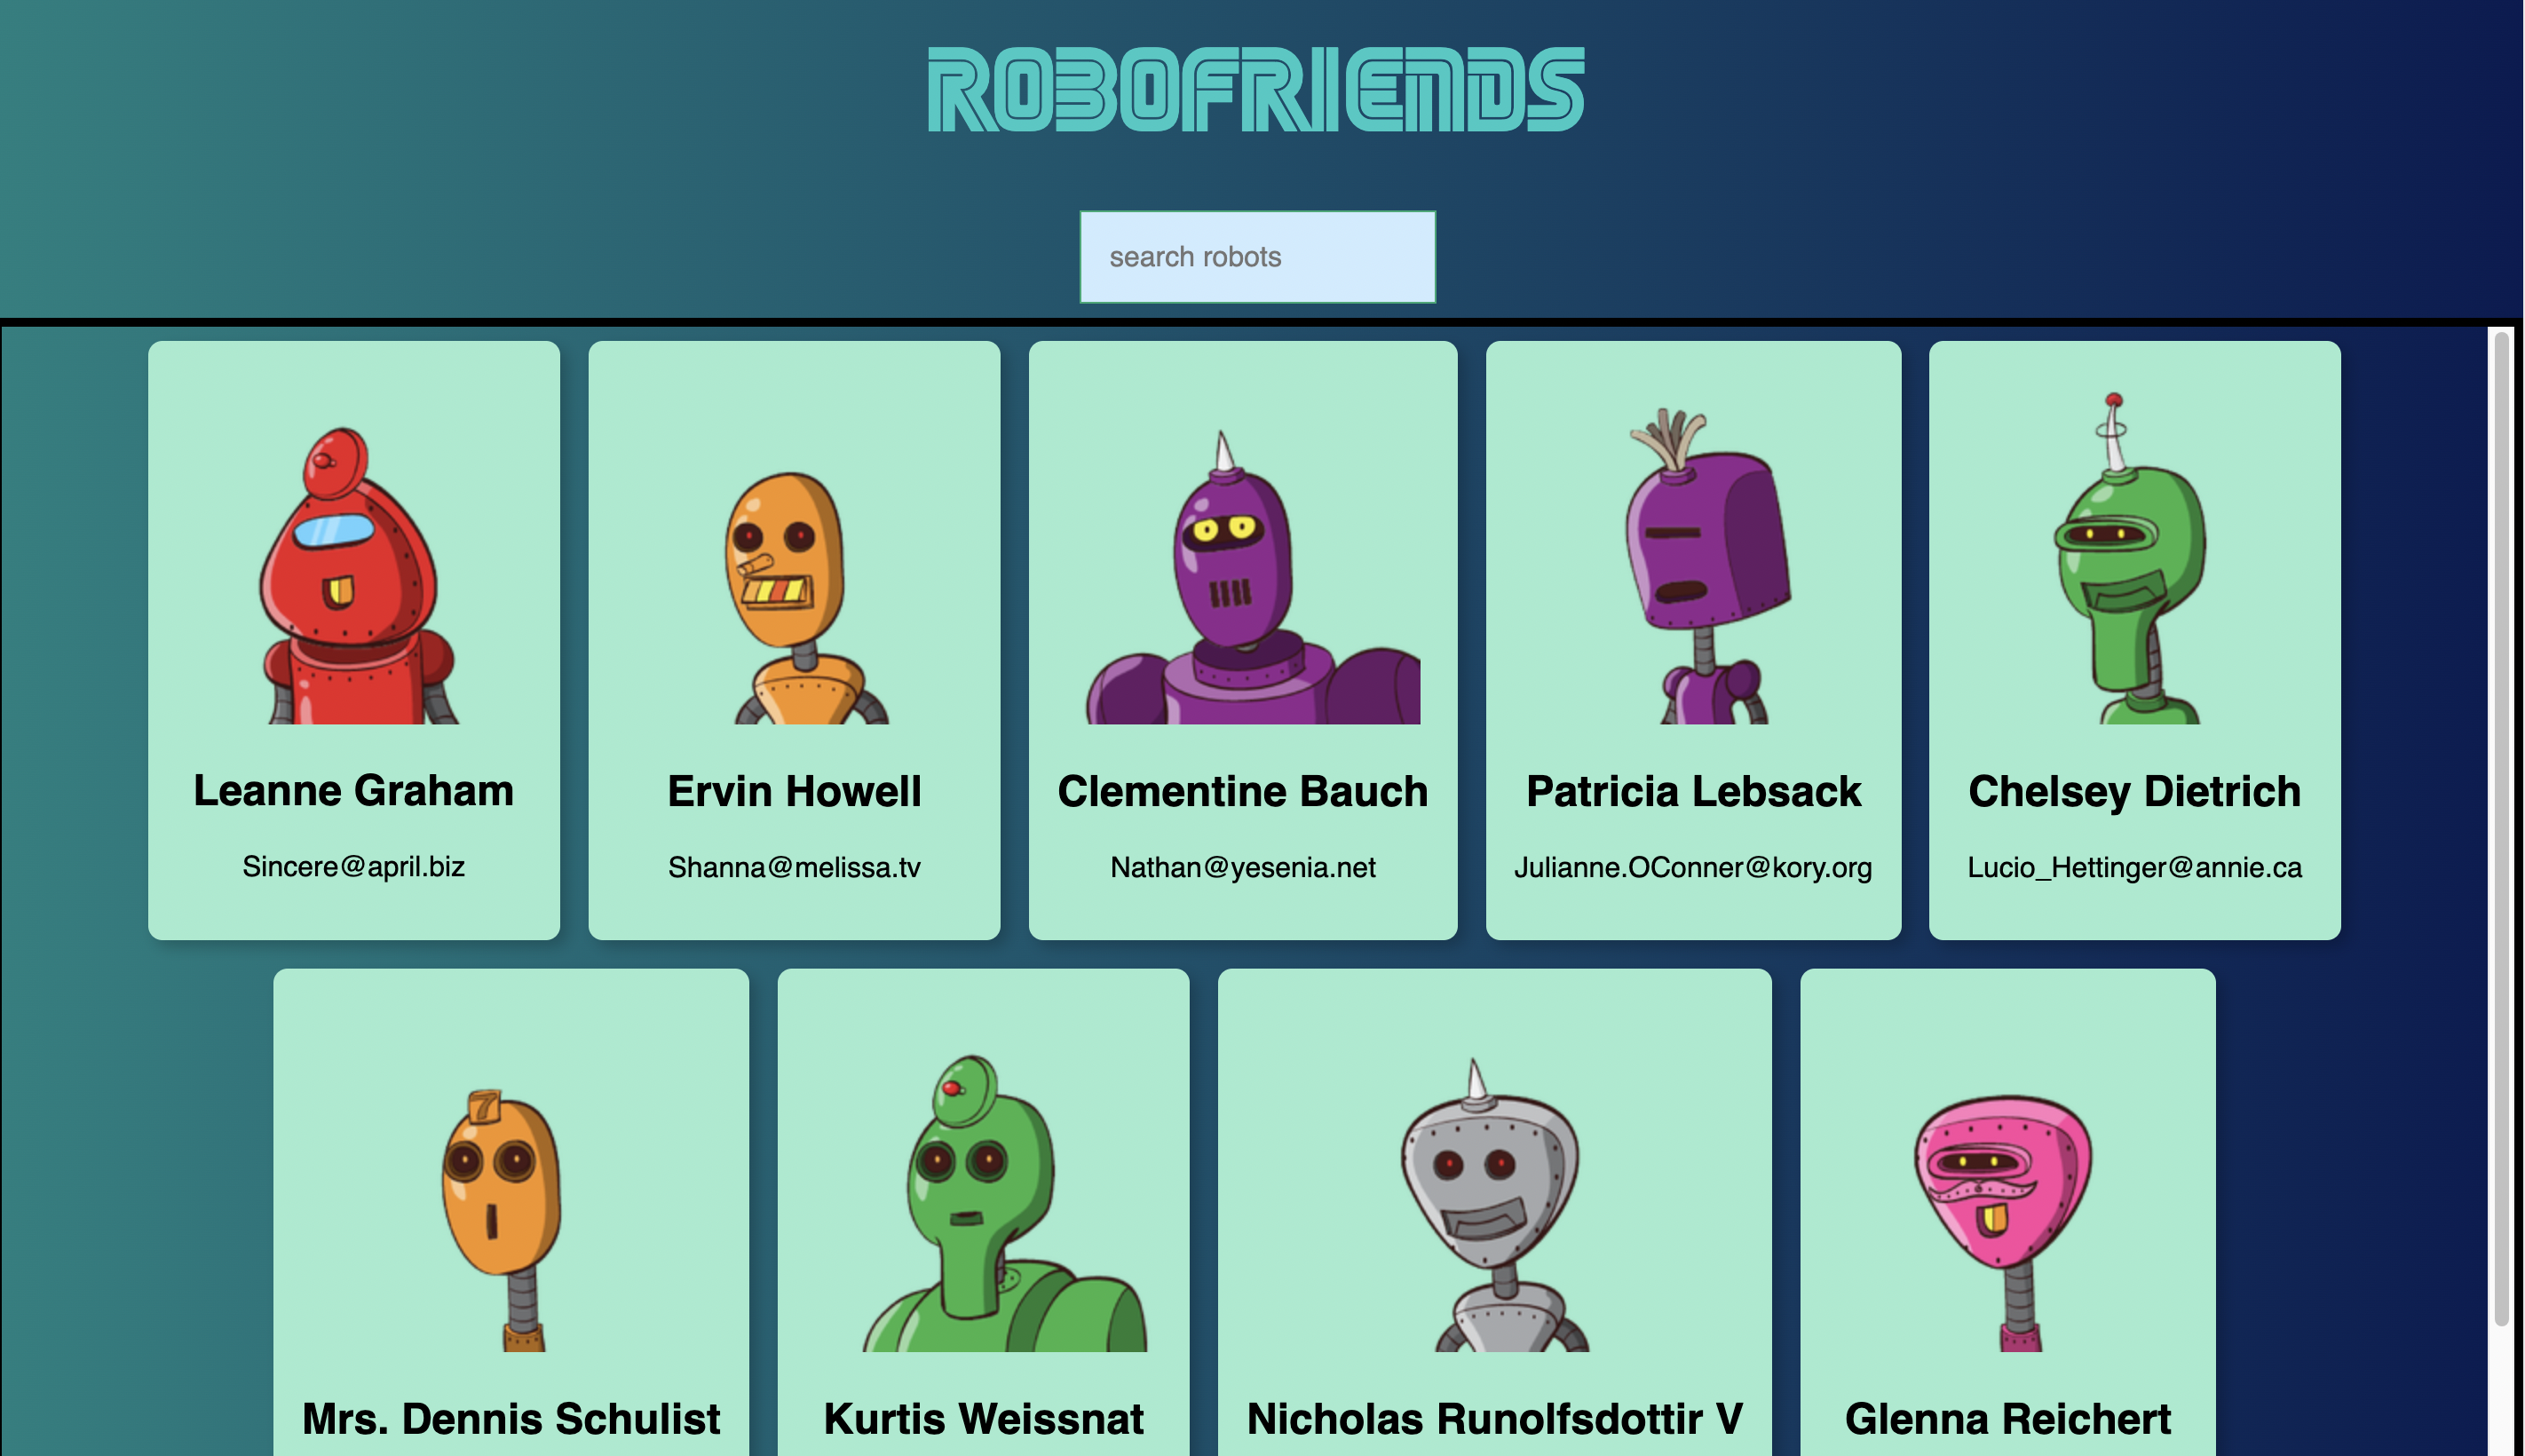 ROBOFRIENDS
search robots
Leanne Graham
Sincere@april.biz
Ervin Howell
Shanna@melissa.tv
Clementine Bauch
Nathan@yesenia.net
Patricia Lebsack
Julianne.OConner@kory.org
Chelsey Dietrich
Lucio_Hettinger@annie.ca
7
Mrs. Dennis Schulist
Kurtis Weissnat
Nicholas Runolfsdottir V
Glenna Reichert